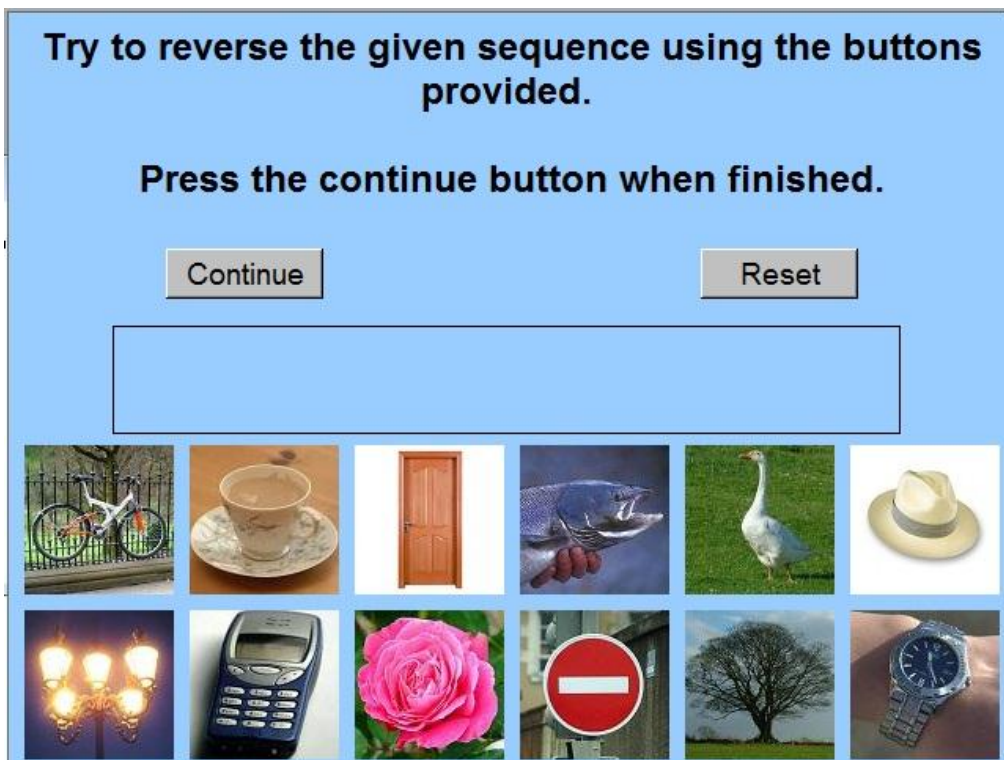 Try to reverse the given sequence using the buttons
provided.
Press the continue button when finished.
Continue
Reset